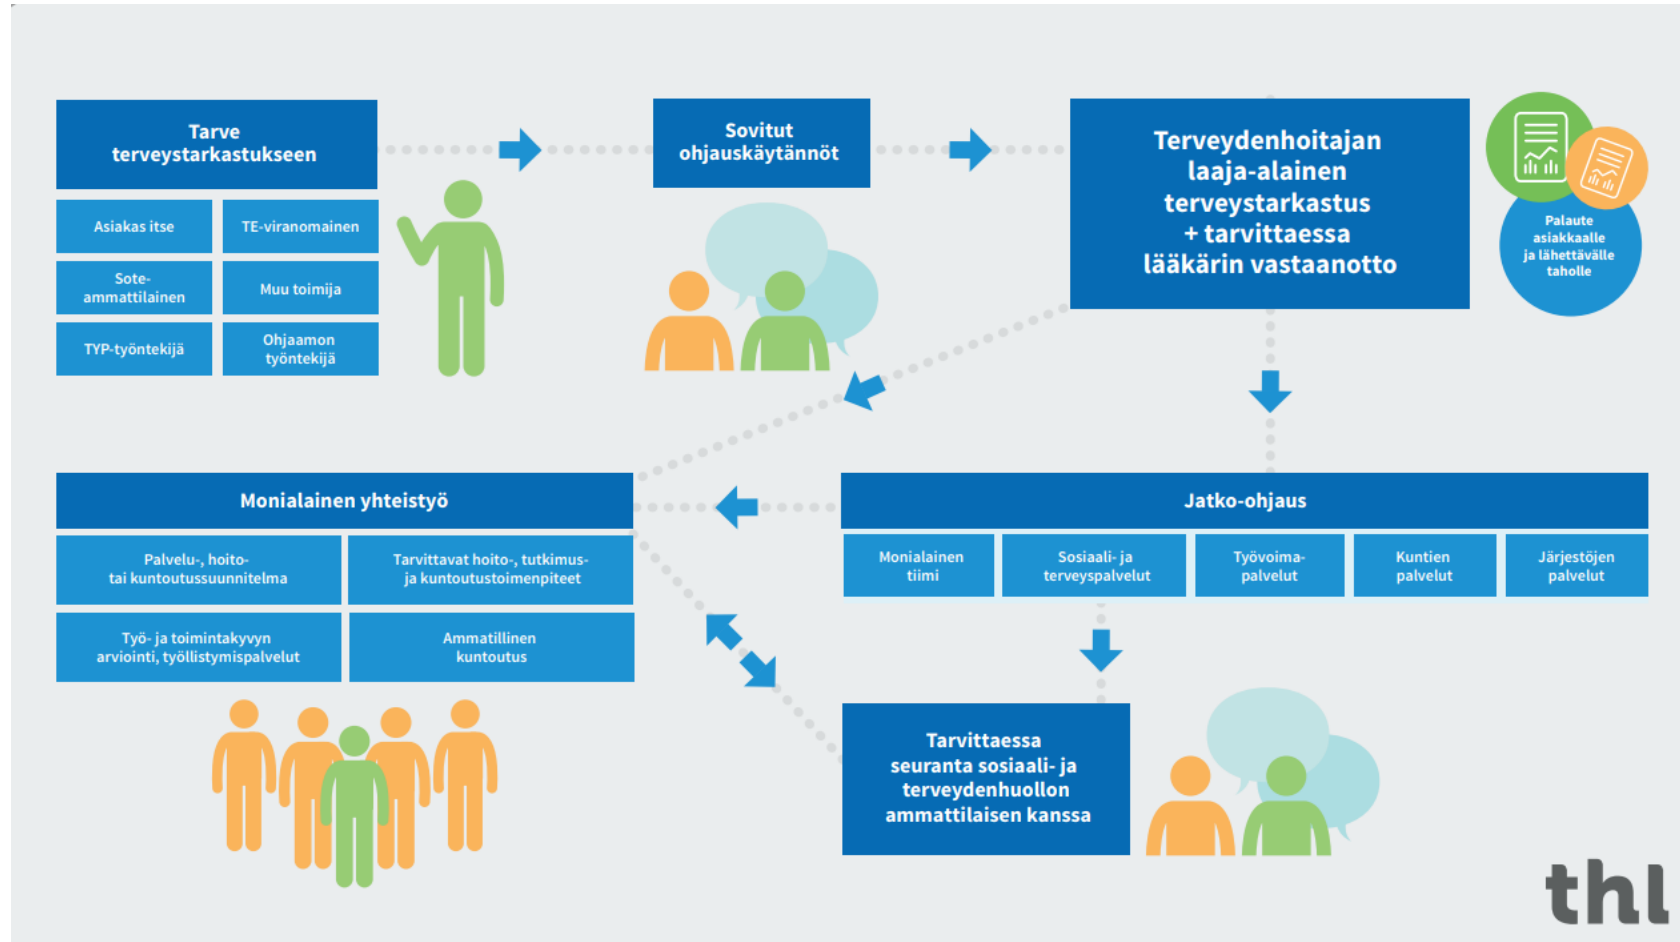 Tarve
terveystarkastukseen
Asiakas itse
TE-viranomainen
Sote-
ammattilainen
Muu toimija
TYP-työntekijä
Ohjaamon
työntekijä
Sovitut
ohjauskäytännöt
Terveydenhoitajan
laaja-alainen
terveystarkastus
+ tarvittaessa
lääkärin vastaanotto
Palaute
asiakkaalle
ja lähettävälle
taholle
Monialainen yhteistyö
Palvelu-, hoito-
tai kuntoutussuunnitelma
Tarvittavat hoito-, tutkimus-
ja kuntoutustoimenpiteet
Työ- ja toimintakyvyn
arviointi, työllistymispalvelut
Ammatillinen
kuntoutus
Jatko-ohjaus
Monialainen
tiimi
Sosiaali- ja
terveyspalvelut
Työvoima-
palvelut
Kuntien
palvelut
Järjestöjen
palvelut
Tarvittaessa
seuranta sosiaali- ja
terveydenhuollon
ammattilaisen kanssa
thl